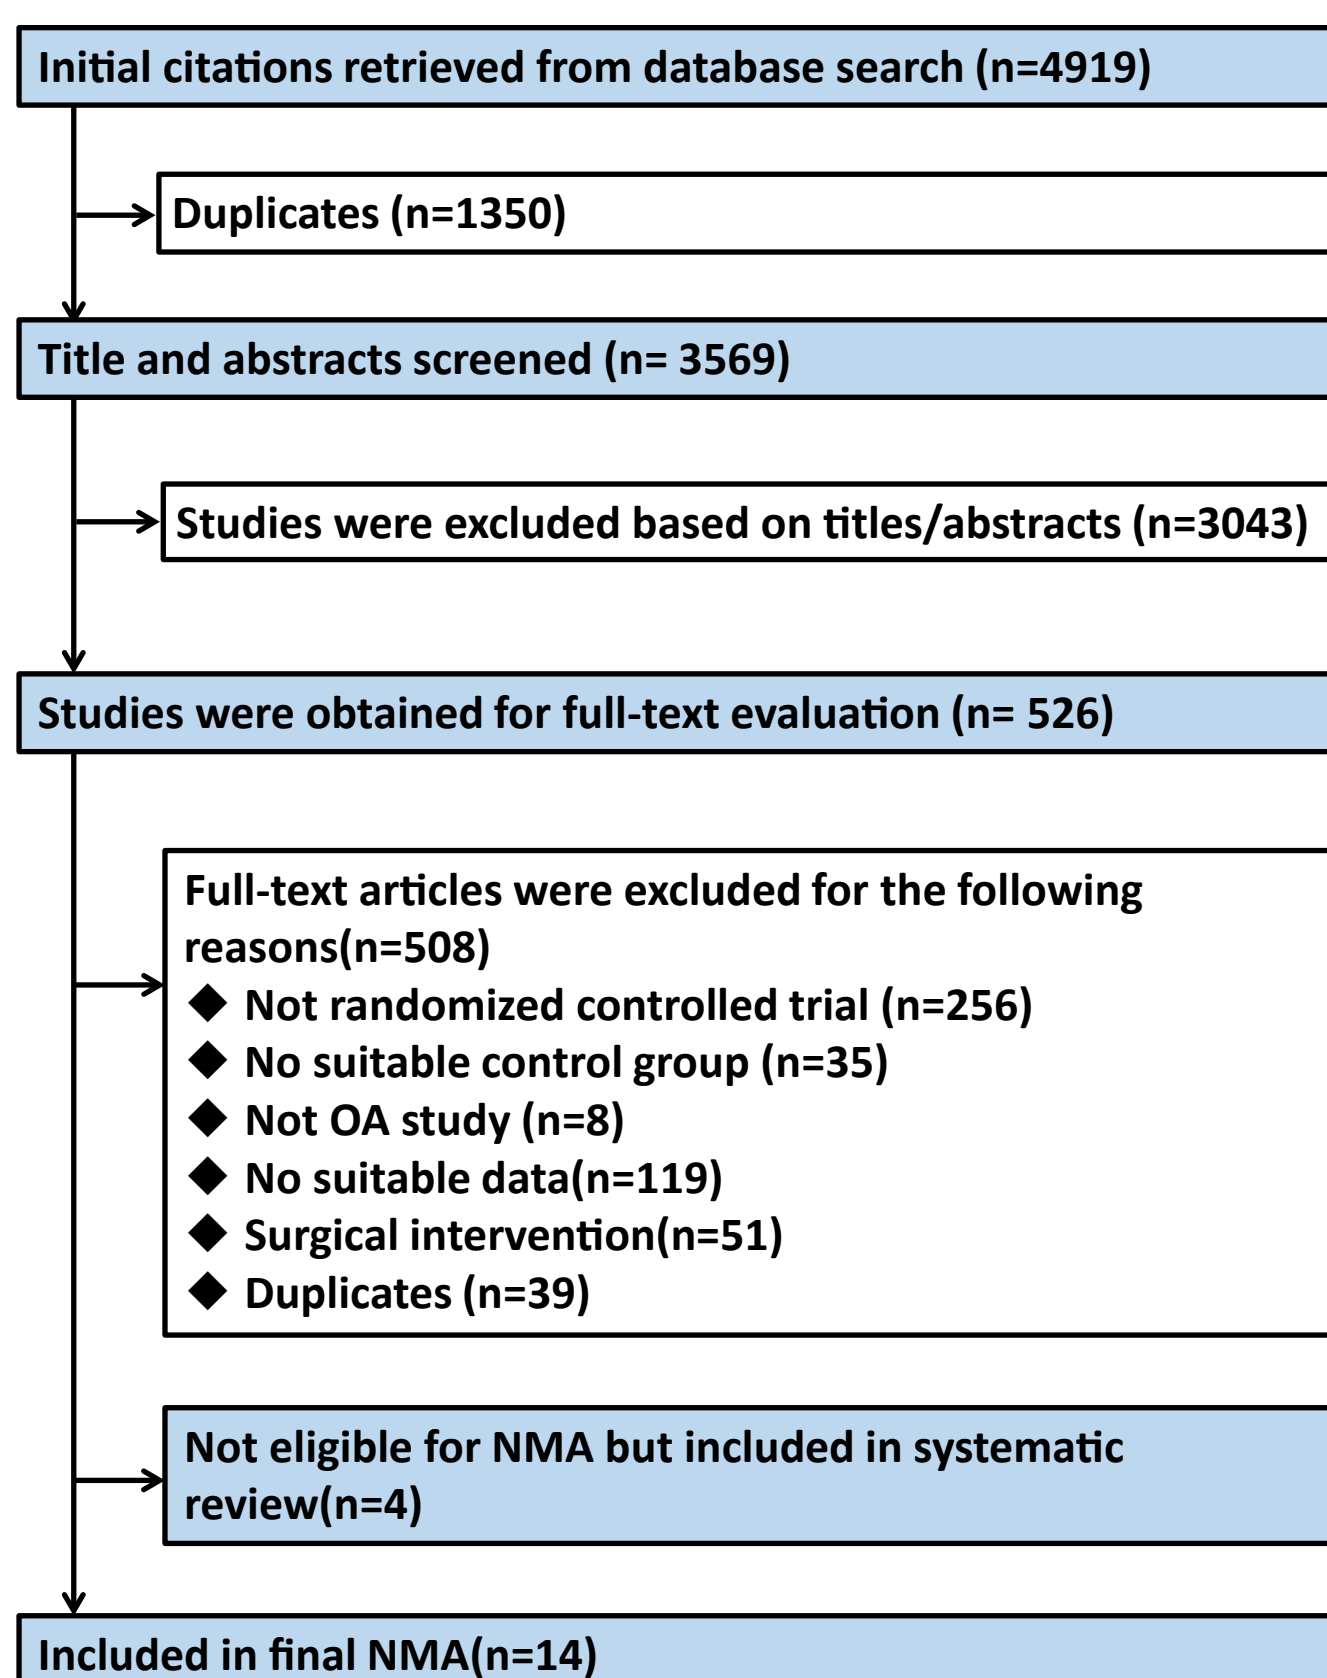 Initial citations retrieved from database search (n=4919)
Duplicates (n=1350)
Title and abstracts screened (n= 3569)
Studies were excluded based on titles/abstracts (n=3043)
Studies were obtained for full-text evaluation (n= 526)
Full-text articles were excluded for the following
reasons(n=508)
◆ Not randomized controlled trial (n=256)
◆ No suitable control group (n=35)
◆ Not OA study (n=8)
◆ No suitable data(n=119)
◆ Surgical intervention(n=51)
◆ Duplicates (n=39)
Not eligible for NMA but included in systematic
review(n=4)
Included in final NMA(n=14)